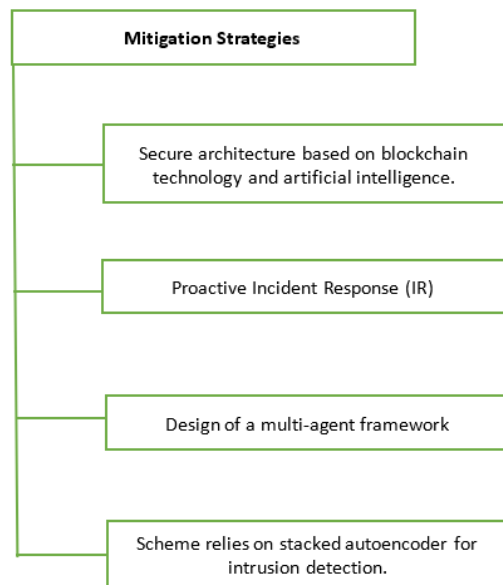 Mitigation Strategies
Secure architecture based on blockchain
technology and artificial intelligence.
Proactive Incident Response (IR)
Design of a multi-agent framework
Scheme relies on stacked autoencoder for
intrusion detection.